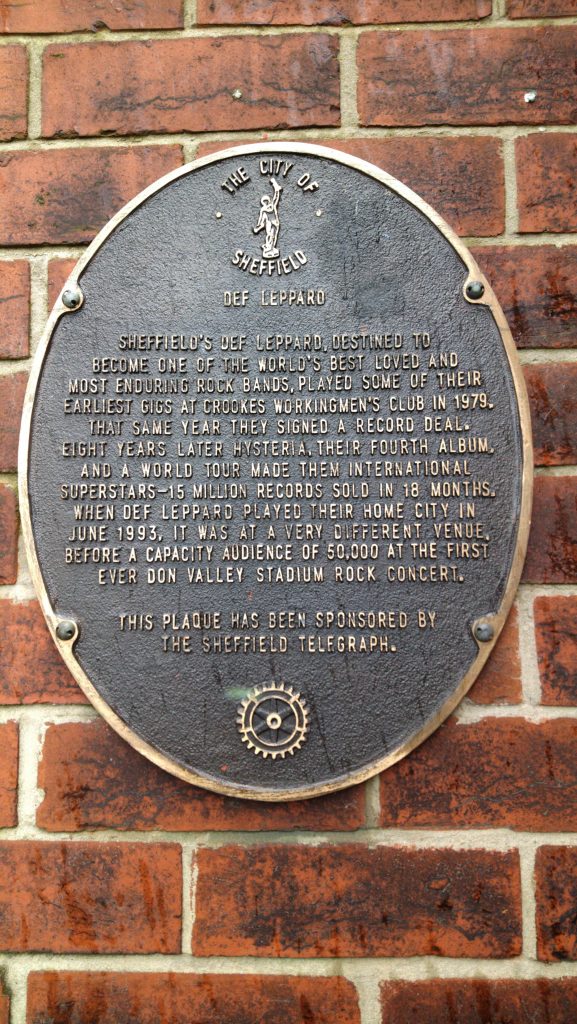 THE CITY OF
SHEFFIELD
DEF LEPPARD
SHEFFIELD'S DEF LEPPARD, DESTINED TO
BECOME ONE OF THE WORLD'S BEST LOVED AND
MOST ENDURING ROCK BANDS, PLAYED SOME OF THEIR
EARLIEST GIGS AT CROOKES WORKINGMEN'S CLUB IN 1979.
THAT SAME YEAR THEY SIGNED A RECORD DEAL.
EIGHT YEARS LATER HYSTERIA, THEIR FOURTH ALBUM,
AND A WORLD TOUR MADE THEM INTERNATIONAL
SUPERSTARS-15 MILLION RECORDS SOLD IN 18 MONTHS.
WHEN DEF LEPPARD PLAYED THEIR HOME CITY IN
JUNE 1993, IT WAS AT A VERY DIFFERENT VENUE,
BEFORE A CAPACITY AUDIENCE OF 50,000 AT THE FIRST
EVER DON VALLEY STADIUM ROCK CONCERT.
THIS PLAQUE HAS BEEN SPONSORED BY
THE SHEFFIELD TELEGRAPH.